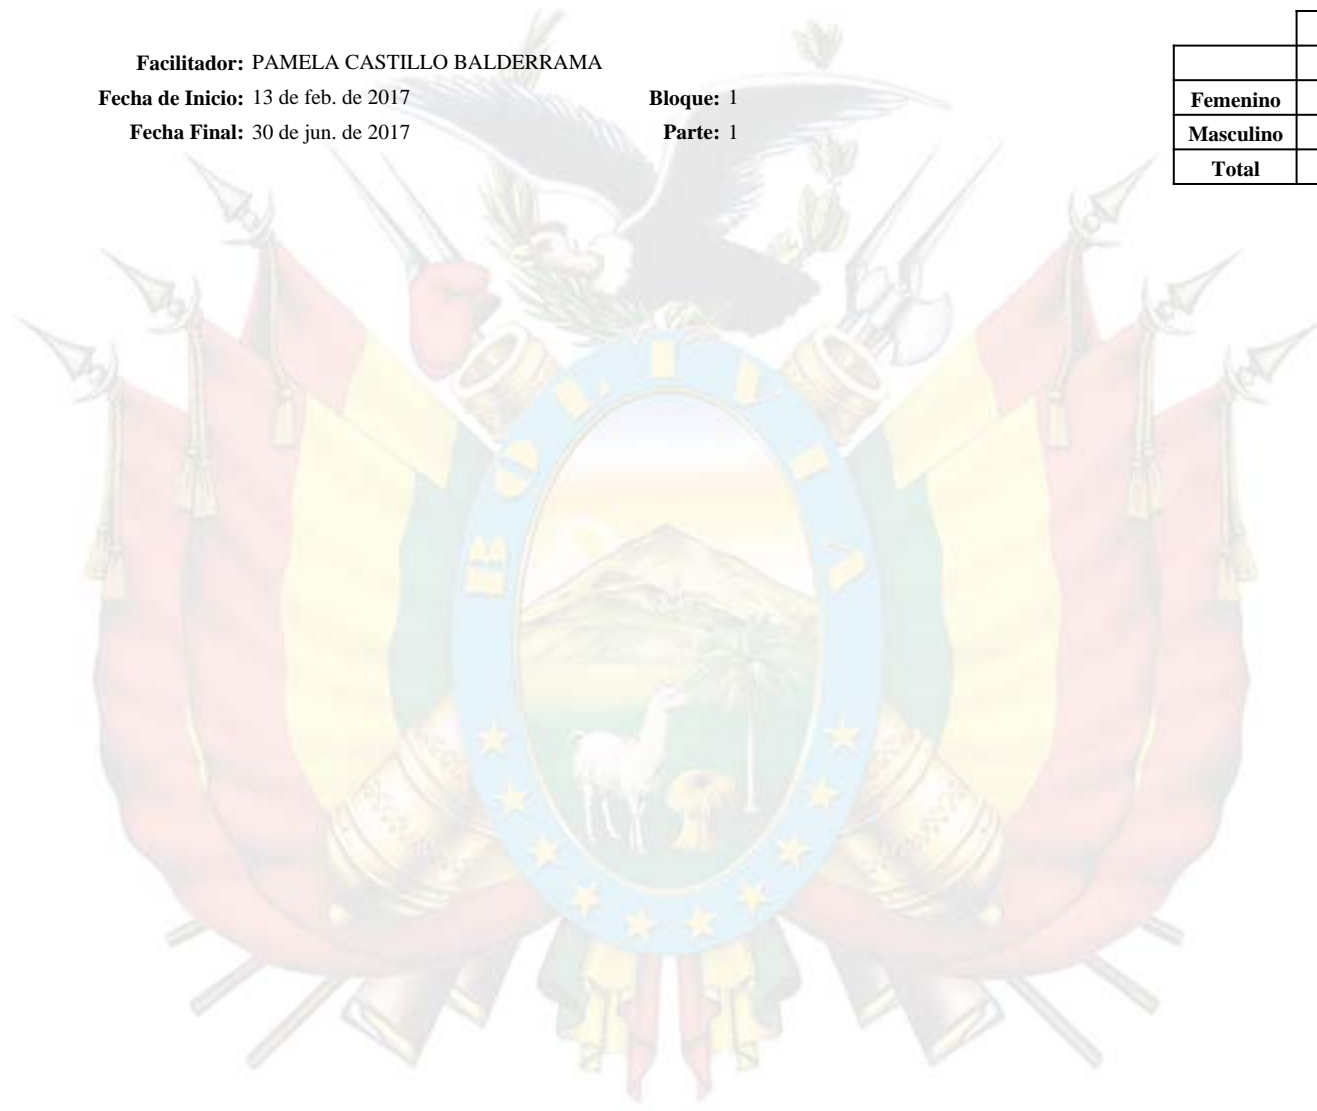 Facilitador: PAMELA CASTILLO BALDERRAMA
Fecha de Inicio: 13 de feb. de 2017 Bloque: 1
Fecha Final: 30 de jun. de 2017 Parte: 1
Femenino
Masculino
Total
BOLIVIA